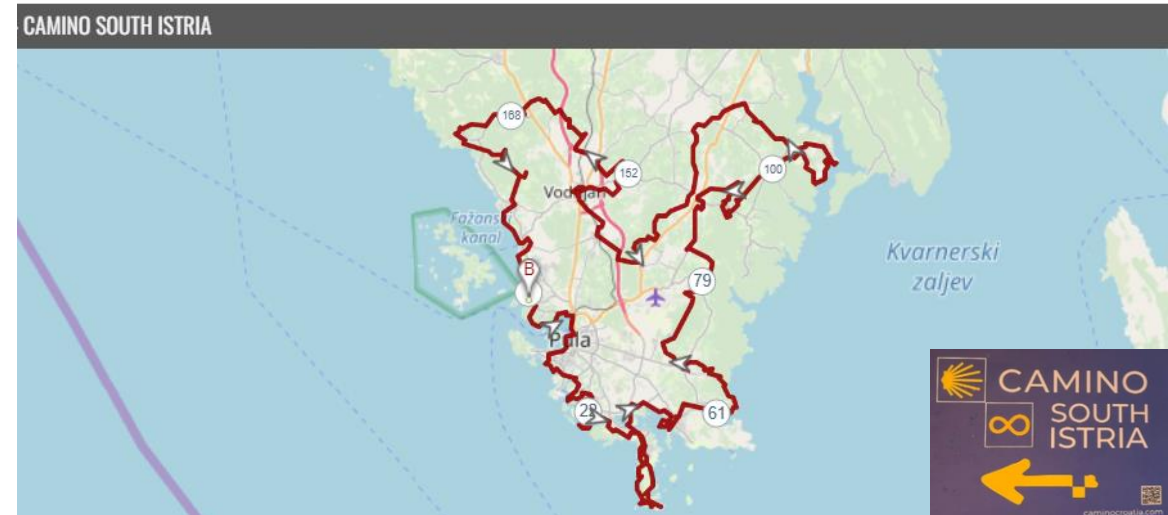 CAMINO SOUTH ISTRIA
168
152
100
Vodnjan
Fažanski
kanal
B
79
Kvarnerski
zaljev
Pula
22
61
CAMINO
SOUTH
ISTRIA
caminocroatia.com